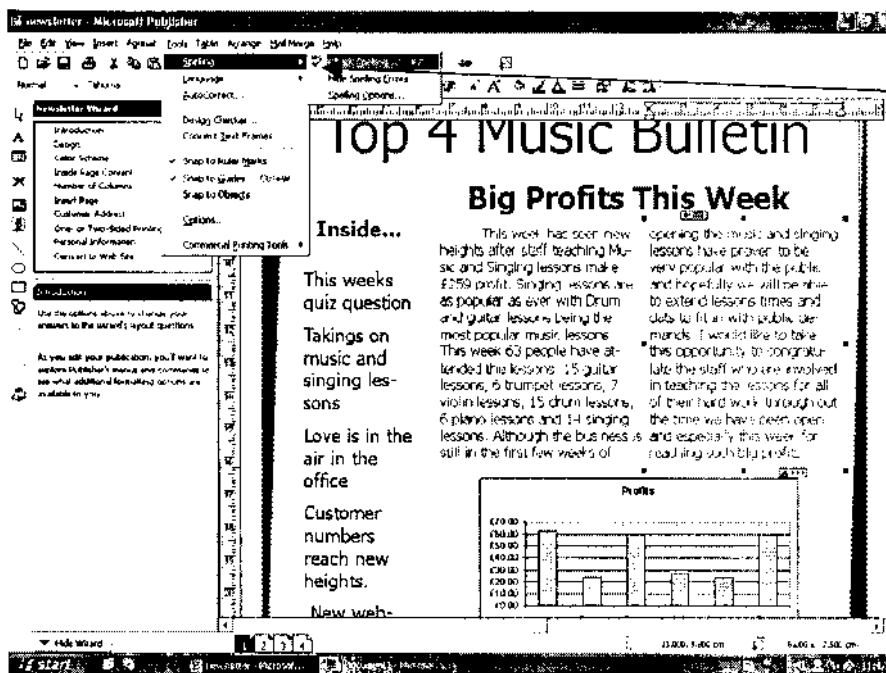 newsletter - Microsoft Publisher
File Edit View Insert Format Tools Table Arrange Mail Merge Help
Spelling
Language
AutoCorrect...
Design Checker...
Connect Text Frames
Snap to Ruler Marks
Snap to Guides
Snap to Objects
Options...
Commercial Printing Tools
Check Spelling... F7
Hide Spelling Errors
Spelling Options...
Normal
Tahoma
Newsletter Wizard
Introduction
Design
Color Scheme
Inside Page Content
Number of Columns
Insert Page
Customer Address
One- or Two-Sided Printing
Personal Information
Convert to Web Site
Introduction
Use the options above to change your
answers to the wizard's layout questions.
As you edit your publication, you'll want to
explore Publisher's menus and commands to
see what additional formatting options are
available to you.
Hide Wizard
Top 4 Music Bulletin
Big Profits This Week
Inside...
This weeks
quiz question
Takings on
music and
singing les-
sons
Love is in the
air in the
office
Customer
numbers
reach new
heights.
New web-
This week has seen new
heights after staff teaching Mu-
sic and Singing lessons make
£259 profit. Singing lessons are
as popular as ever with Drum
and guitar lessons being the
most popular music lessons.
This week 63 people have at-
tended the lessons. 15 guitar
lessons, 6 trumpet lessons, 7
violin lessons, 15 drum lessons,
6 piano lessons and 14 singing
lessons. Although the business is
still in the first few weeks of
opening the music and singing
lessons have proven to be
very popular with the public
and hopefully we will be able
to extend lessons times and
dats to fit in with public de-
mands. I would like to take
this opportunity to congratu-
late the staff who are involved
in teaching the lessons for all
of their hard work through out
the time we have been open
and especially this week for
reaching such big profit.
Profits
£70.00
£60.00
£50.00
£40.00
£30.00
£20.00
£10.00
£0.00
1 2 3 4
start
newsletter - Microsof...